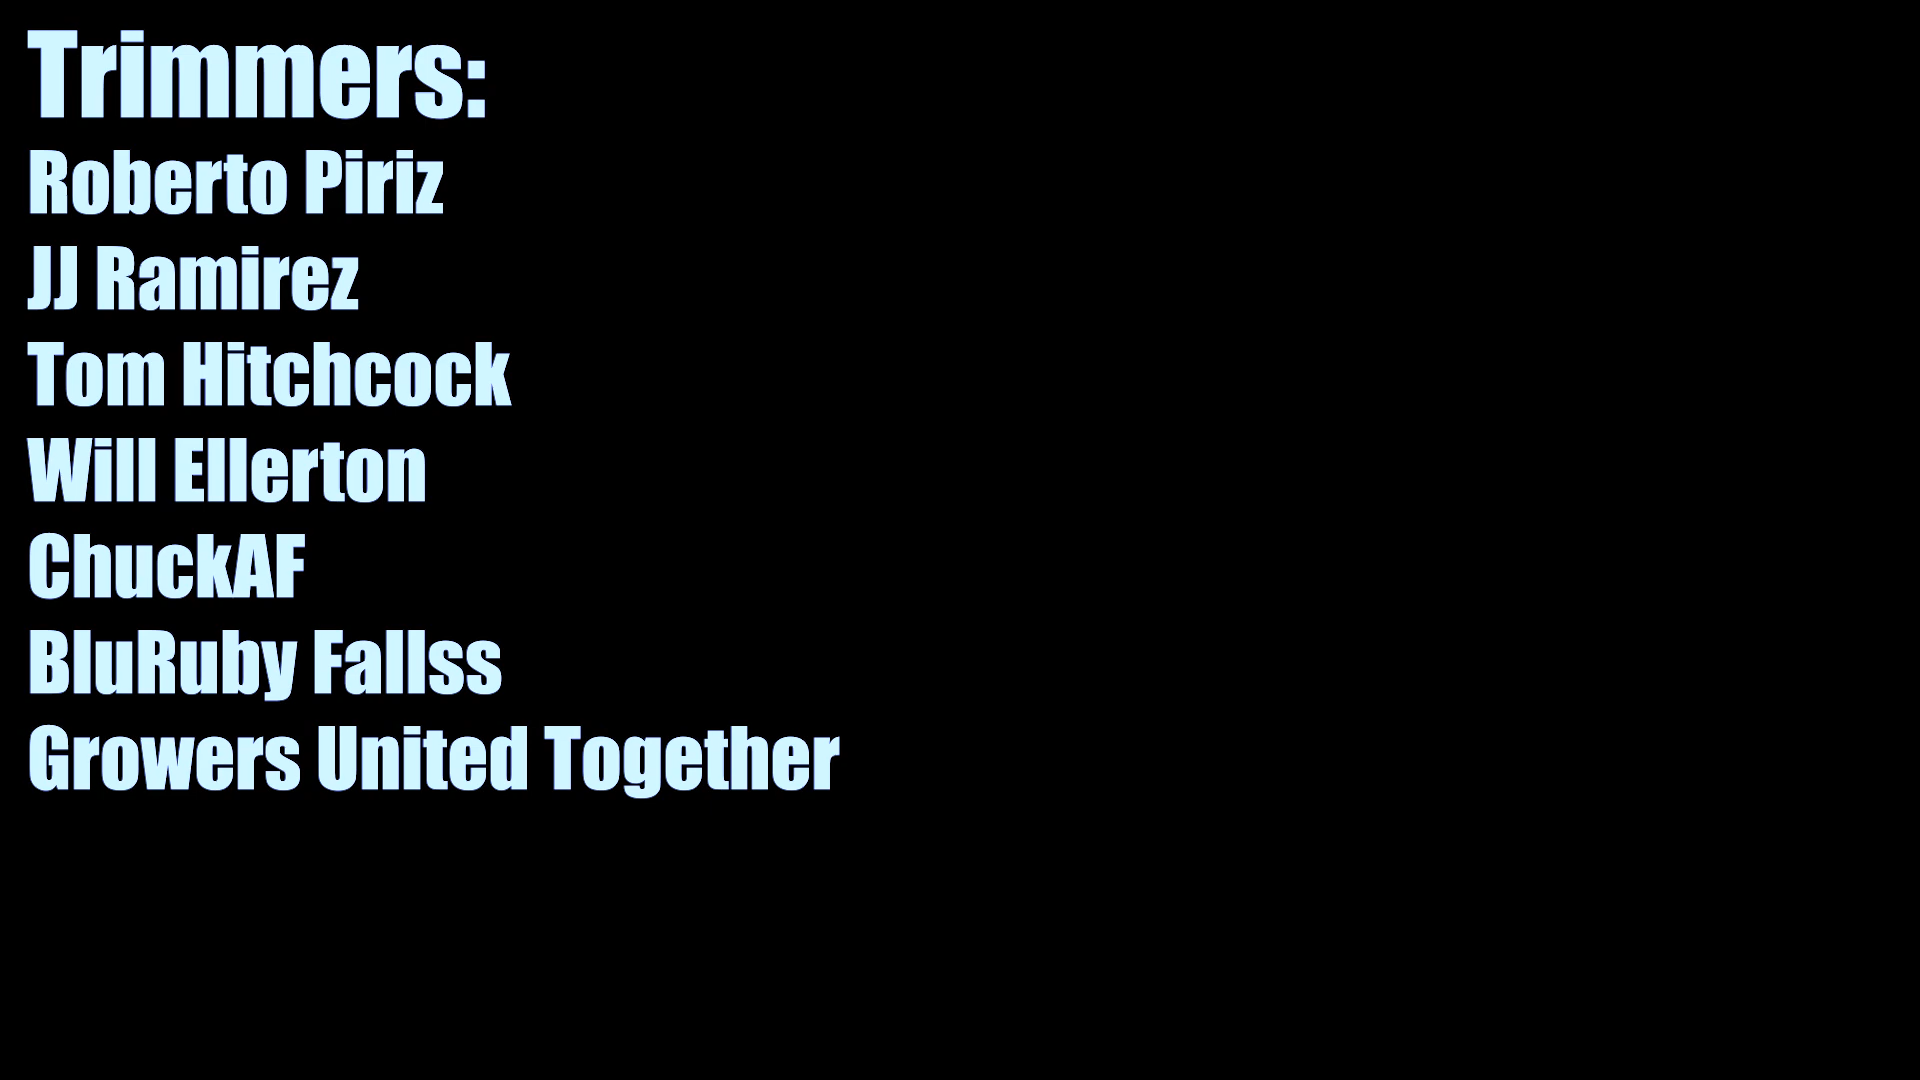 Trimmers:
Roberto Piriz
JJ Ramirez
Tom Hitchcock
Will Ellerton
ChuckAF
BluRuby Fallss
Growers United Together